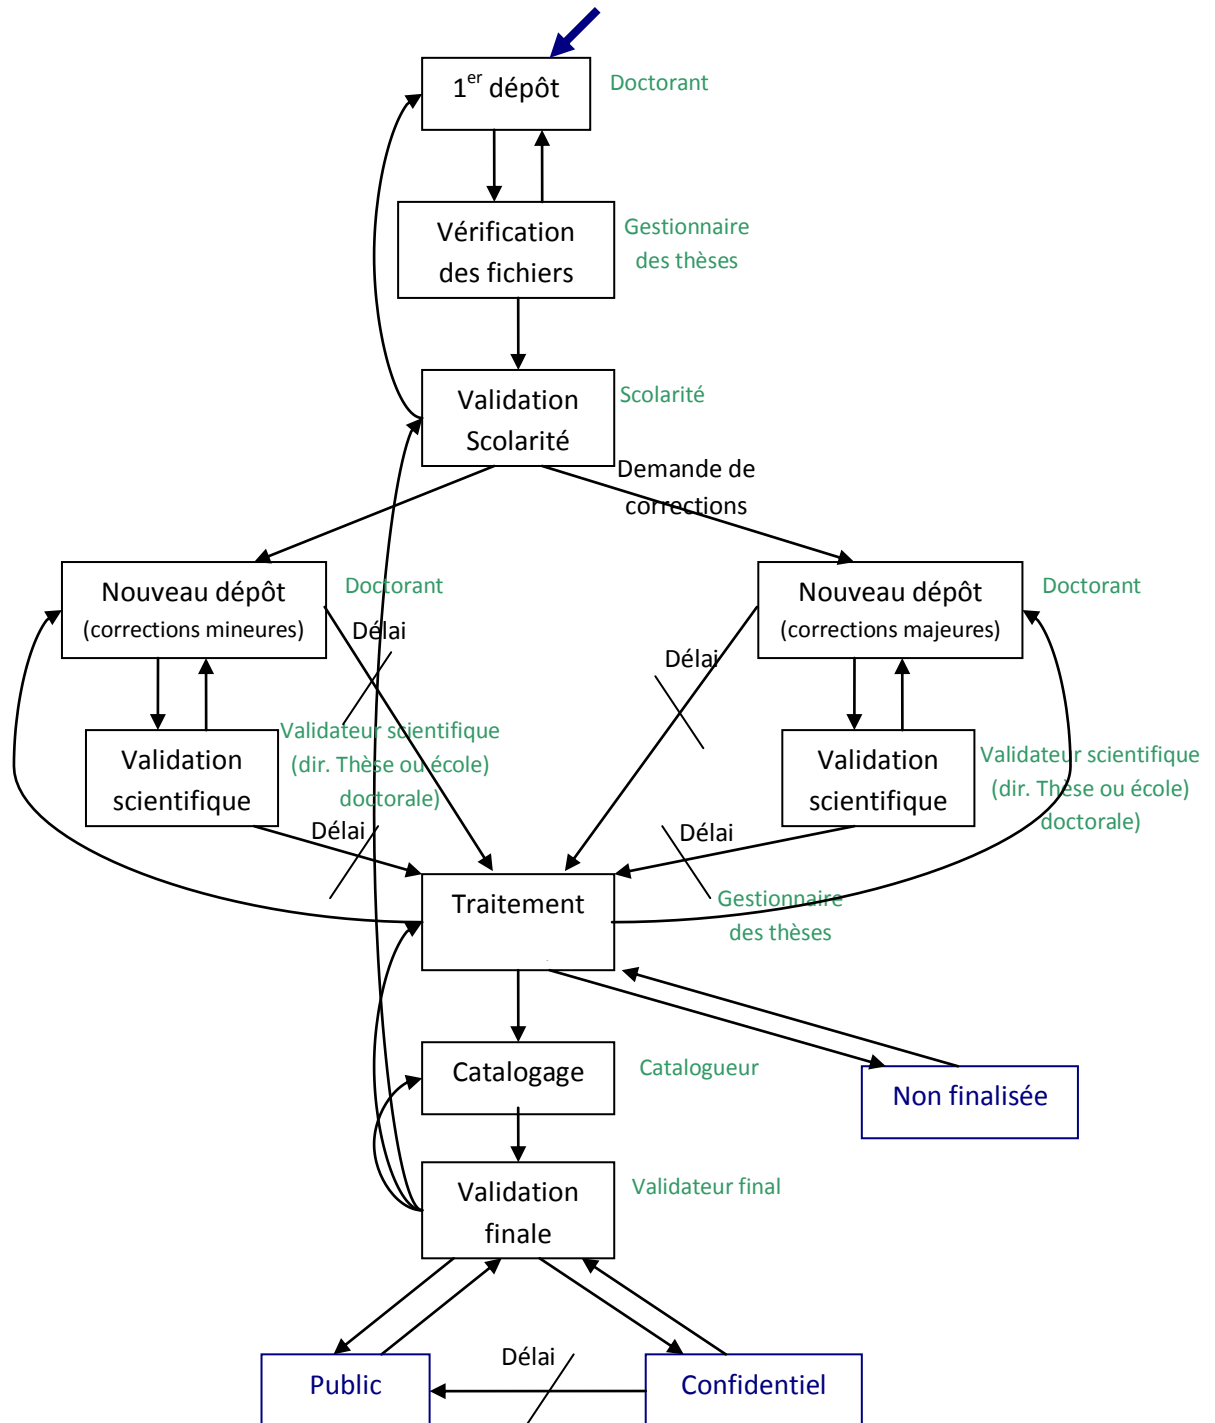 1er dépôt
Doctorant
Vérification
des fichiers
Gestionnaire
des thèses
Validation
Scolarité
Scolarité
Demande de
corrections
Nouveau dépôt
(corrections mineures)
Doctorant
Délai
Nouveau dépôt
(corrections majeures)
Doctorant
Délai
Validation
scientifique
Validateur scientifique
(dir. Thèse ou école)
doctorale)
Validation
scientifique
Validateur scientifique
(dir. Thèse ou école)
doctorale)
Délai
Délai
Traitement
Gestionnaire
des thèses
Catalogage
Catalogueur
Non finalisée
Validation
finale
Validateur final
Délai
Public
Confidentiel